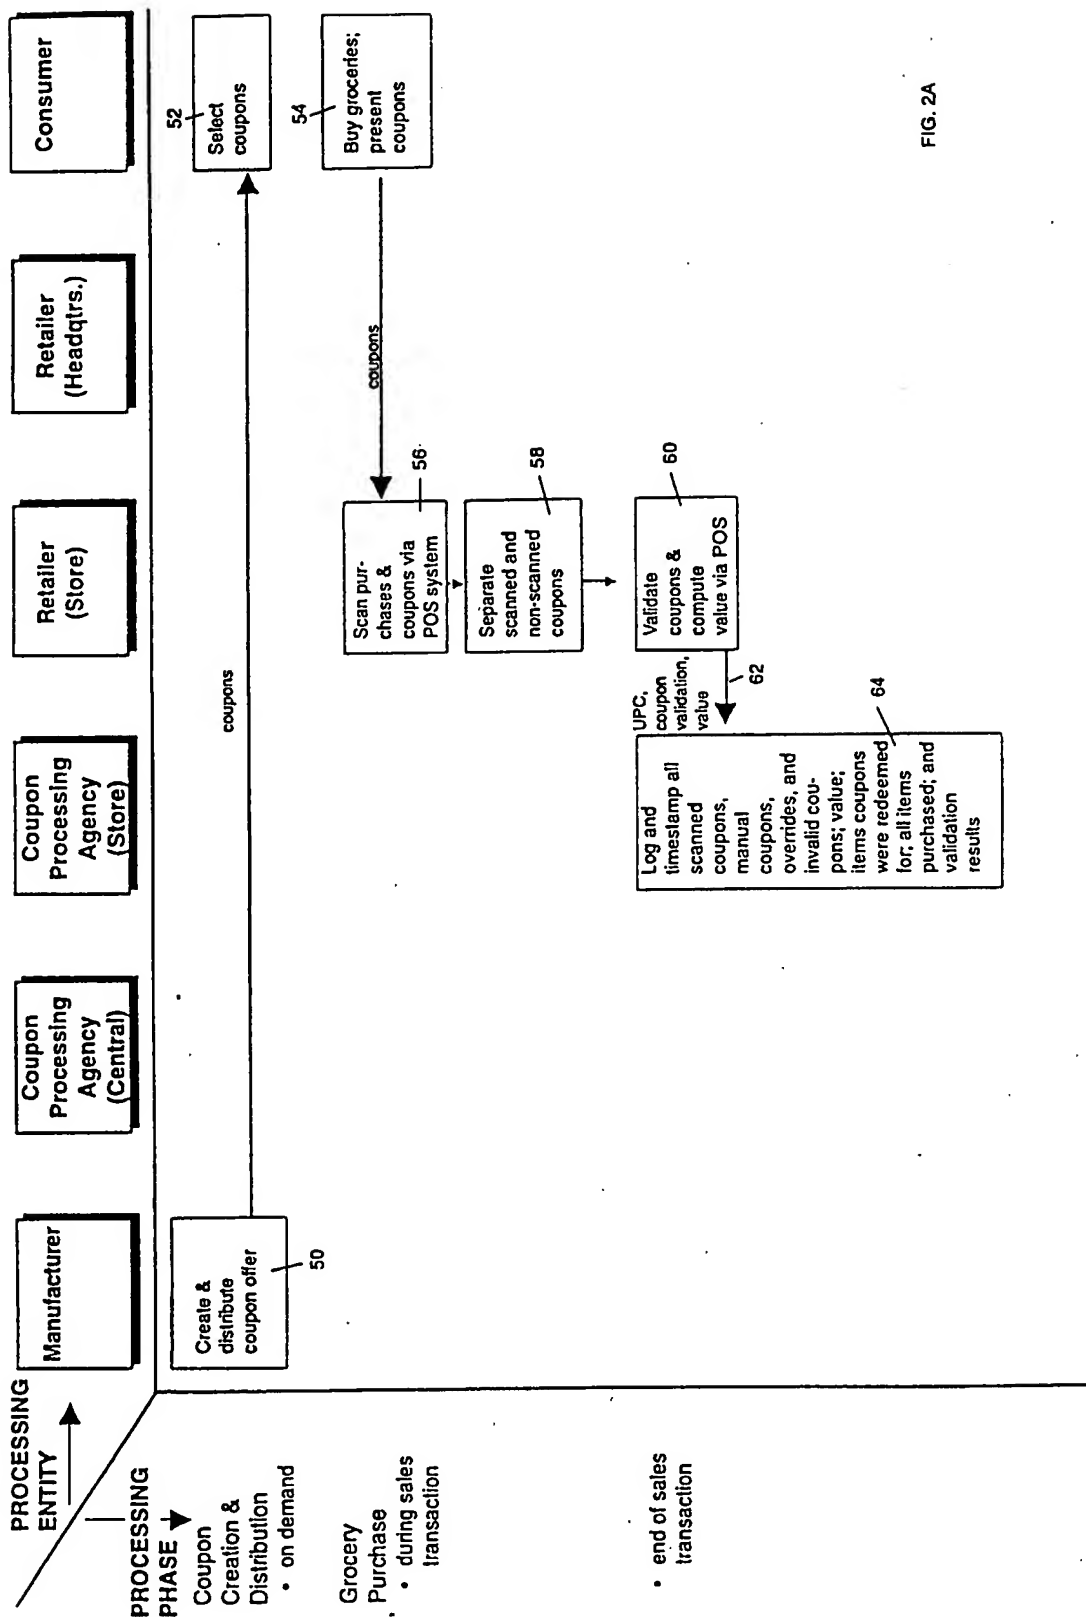 PROCESSING
ENTITY
Manufacturer
Coupon
Processing
Agency
(Central)
Coupon
Processing
Agency
(Store)
Retailer
(Store)
Retailer
(Headqtrs.)
Consumer
PROCESSING
PHASE
Coupon
Creation &
Distribution
• on demand
Create &
distribute
coupon offer
50
coupons
52
Select
coupons
Grocery
Purchase
• during sales
transaction
54
Buy groceries;
present
coupons
coupons
Scan pur-
chases &
coupons via
POS system
56
Separate
scanned and
non-scanned
coupons
58
• end of sales
transaction
Validate
coupons &
compute
value via POS
60
UPC,
coupon
validation,
value
62
Log and
timestamp all
scanned
coupons,
manual
coupons,
overrides, and
invalid cou-
pons; value;
items coupons
were redeemed
for; all items
purchased; and
validation
results
64
FIG. 2A